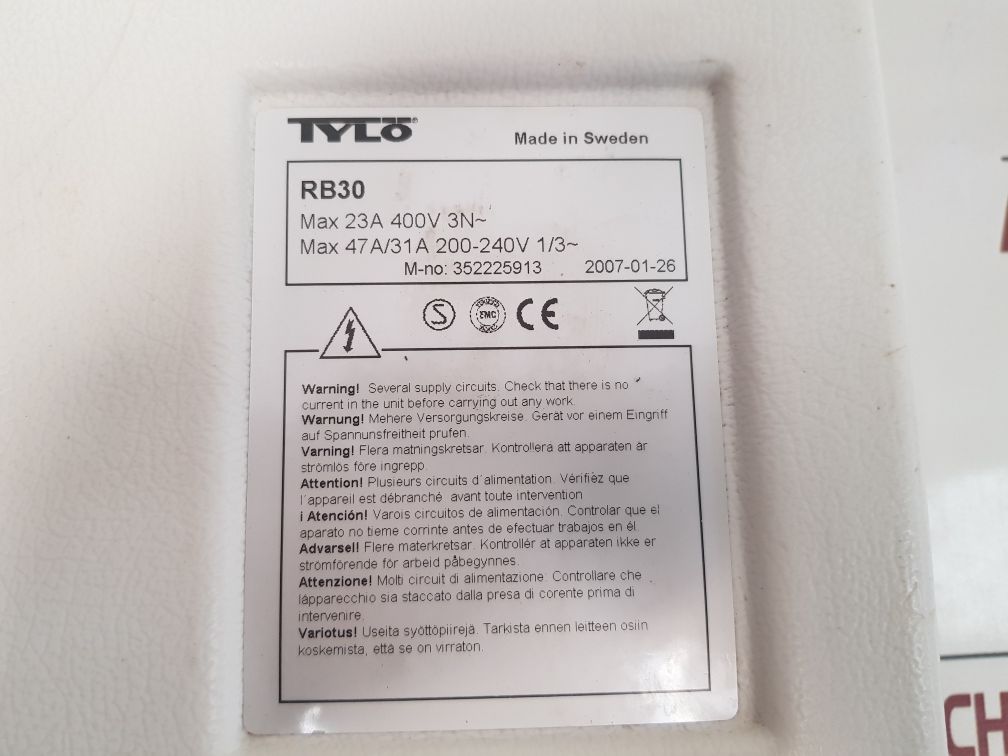 TYLÖ®
Made in Sweden
RB30
Max 23A 400V 3N~
Max 47A/31A 200-240V 1/3~
M-no: 352225913 2007-01-26
S EMC CE
Warning! Several supply circuits. Check that there is no
current in the unit before carrying out any work.
Warnung! Mehere Versorgungskreise. Gerät vor einem Eingriff
auf Spannunsfreitheit prufen.
Varning! Flera matningskretsar. Kontrollera att apparaten är
strömlös före ingrepp.
Attention! Plusieurs circuits d´alimentation. Vérifiez que
l´appareil est débranché avant toute intervention
¡ Atención! Varois circuitos de alimentación. Controlar que el
aparato no tieme corrinte antes de efectuar trabajos en él.
Advarsel! Flere materkretsar. Kontrollér at apparaten ikke er
strömförende för arbeid påbegynnes.
Attenzione! Molti circuit di alimentazione. Controllare che
lápparecchio sia staccato dalla presa di corente prima di
intervenire.
Variotus! Useita syöttöpiirejä. Tarkista ennen leitteen osiin
koskemista, että se on virraton.
CH